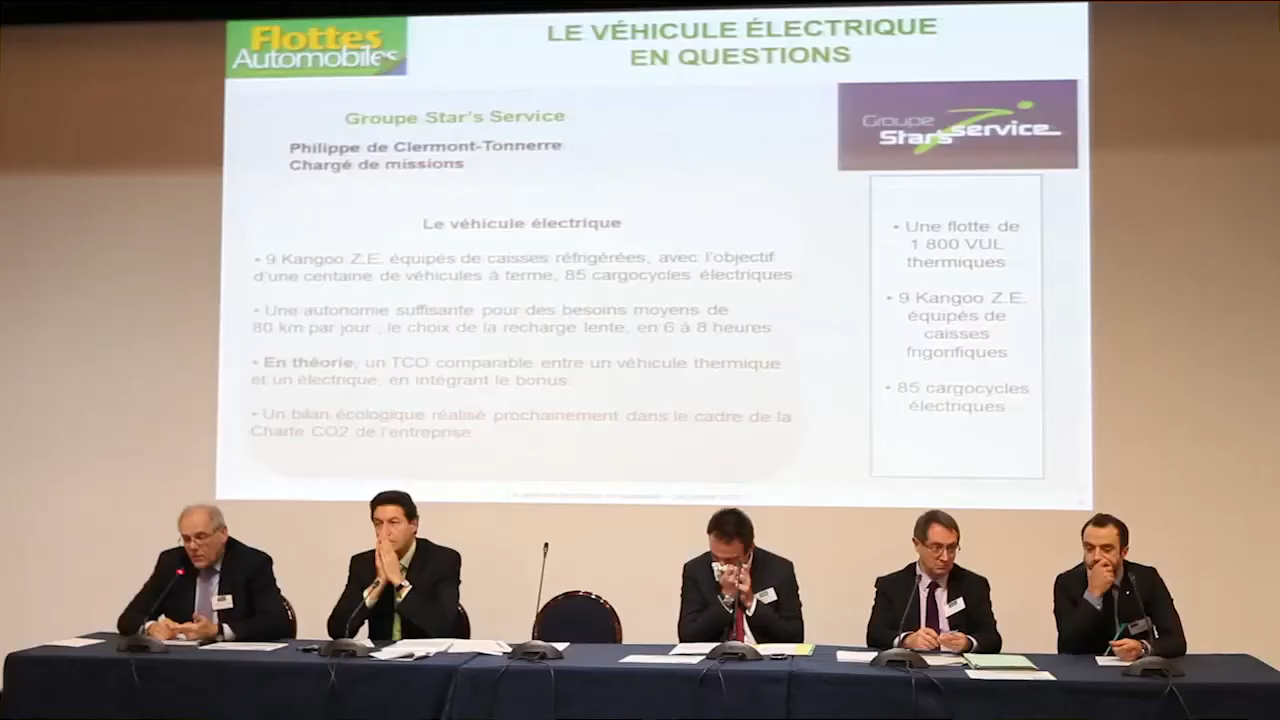 Flottes
Automobiles
LE VÉHICULE ÉLECTRIQUE
EN QUESTIONS
Groupe Star's Service
Philippe de Clermont-Tonnerre
Chargé de missions
Groupe
Star's service
Le véhicule électrique
• 9 Kangoo Z.E. équipés de caisses réfrigérées, avec l'objectif
d'une centaine de véhicules à terme, 85 cargocycles électriques
• Une autonomie suffisante pour des besoins moyens de
80 km par jour , le choix de la recharge lente, en 6 à 8 heures
• En théorie, un TCO comparable entre un véhicule thermique
et un électrique, en intégrant le bonus.
• Un bilan écologique réalisé prochainement dans le cadre de la
Charte CO2 de l'entreprise
• Une flotte de
1 800 VUL
thermiques
• 9 Kangoo Z.E.
équipés de
caisses
frigorifiques
• 85 cargocycles
électriques